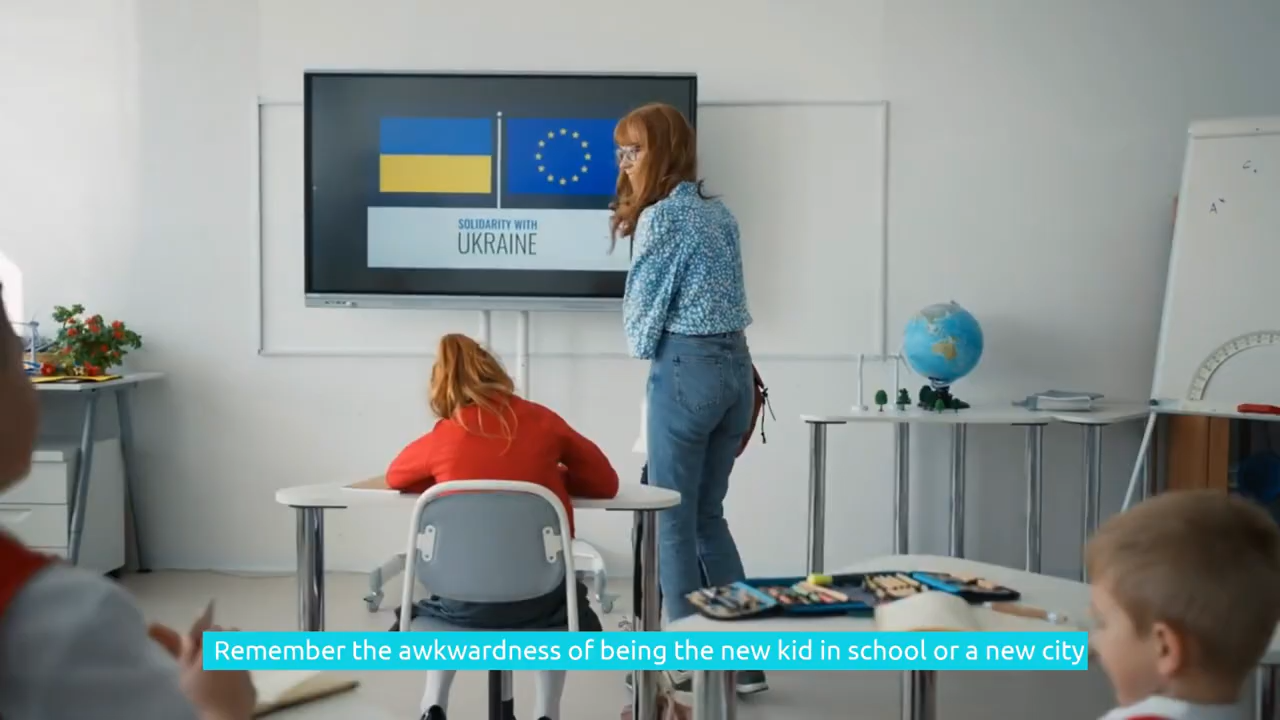 SOLIDARITY WITH
UKRAINE
C,
A
Remember the awkwardness of being the new kid in school or a new city